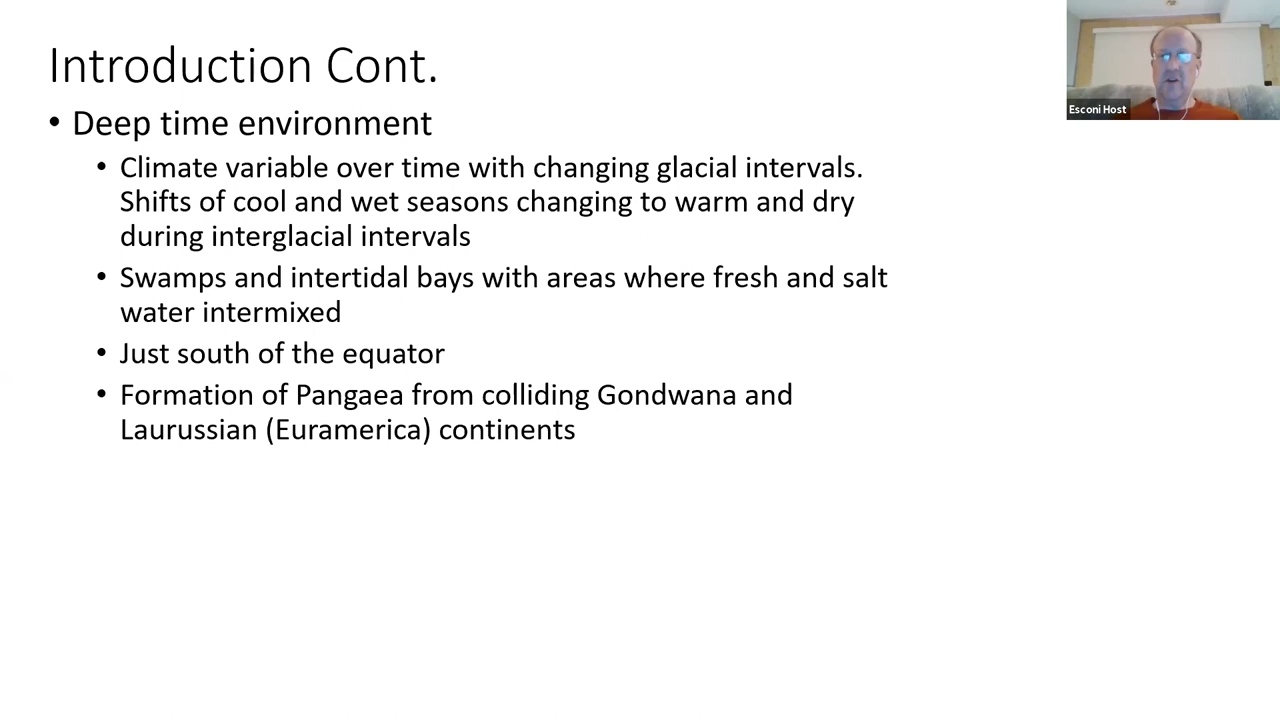 Introduction Cont.
• Deep time environment
• Climate variable over time with changing glacial intervals.
Shifts of cool and wet seasons changing to warm and dry
during interglacial intervals
• Swamps and intertidal bays with areas where fresh and salt
water intermixed
• Just south of the equator
• Formation of Pangaea from colliding Gondwana and
Laurussian (Euramerica) continents
Esconi Host